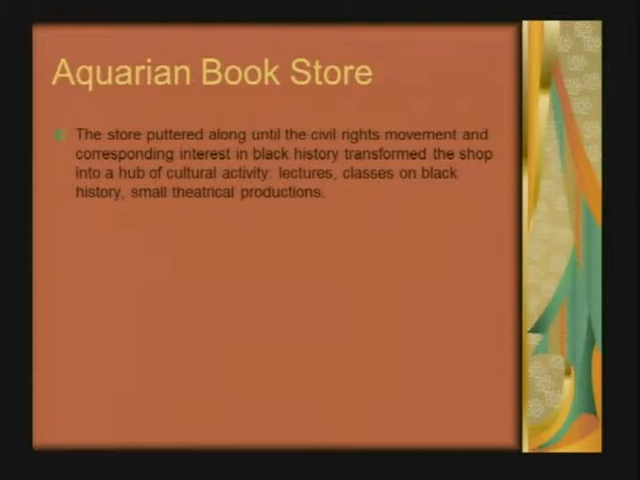 Aquarian Book Store
The store puttered along until the civil rights movement and
corresponding interest in black history transformed the shop
into a hub of cultural activity: lectures, classes on black
history, small theatrical productions.